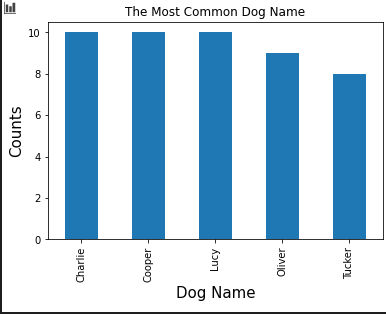 The Most Common Dog Name
Counts
10
8
6
4
2
0
Charlie
Cooper
Lucy
Oliver
Tucker
Dog Name